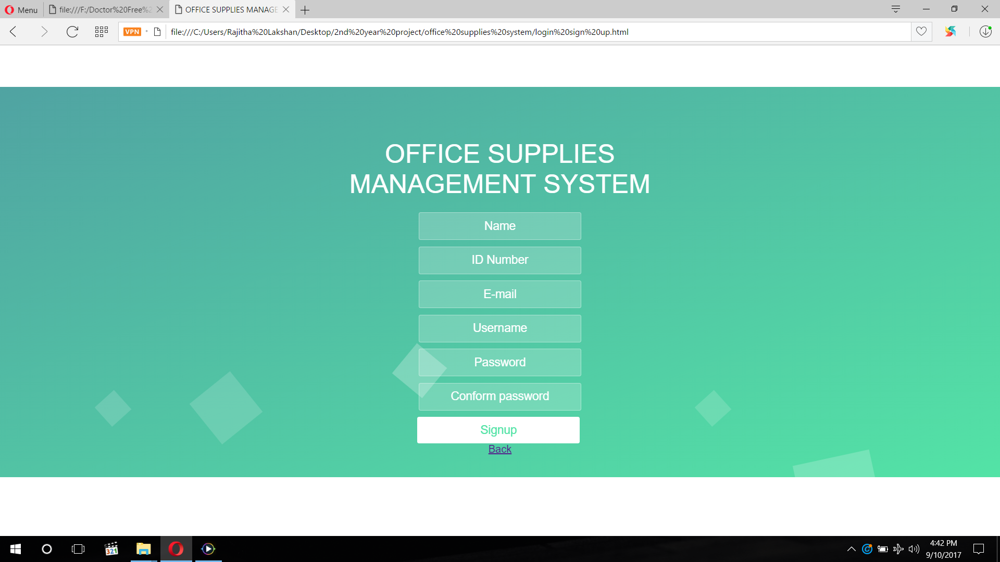 Menu
file:///F:/Doctor%20Free%2
OFFICE SUPPLIES MANAGE
VPN
file:///C:/Users/Rajitha%20Lakshan/Desktop/2nd%20year%20project/office%20supplies%20system/login%20sign%20up.html
OFFICE SUPPLIES
MANAGEMENT SYSTEM
Name
ID Number
E-mail
Username
Password
Conform password
Signup
Back
321
4:42 PM
9/10/2017